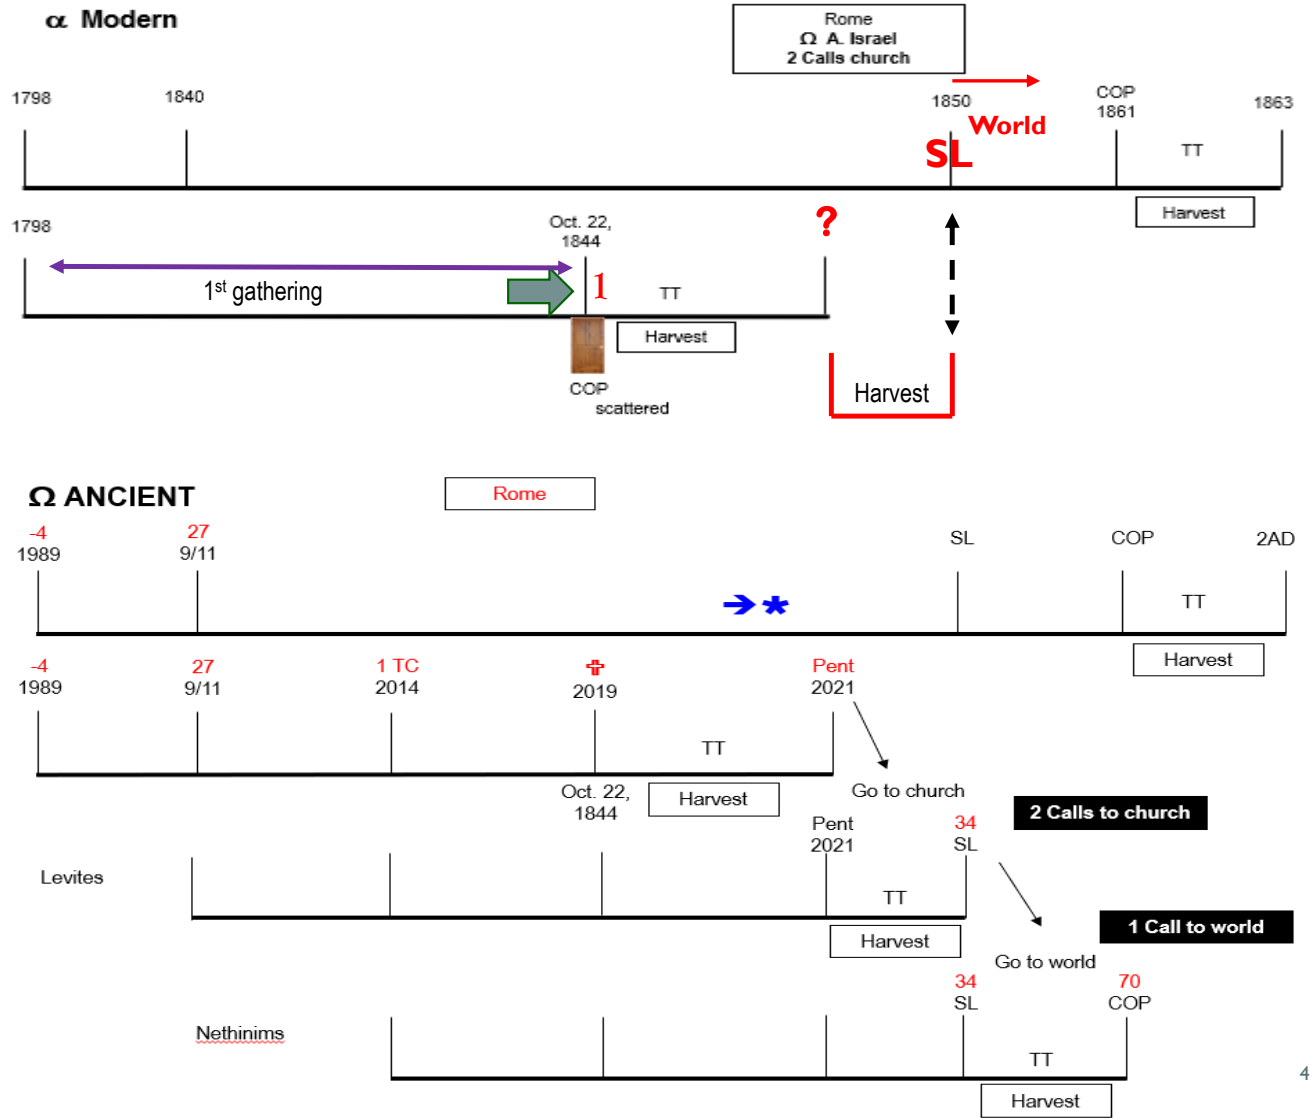 α Modern
Rome
Ω A. Israel
2 Calls church
1798
1840
1850
COP
1861
1863
World
SL
TT
Harvest
1798
Oct. 22,
1844
?
1st gathering
1
TT
Harvest
COP
scattered
Harvest
Ω ANCIENT
Rome
-4
1989
27
9/11
SL
COP
2AD
*
TT
Harvest
-4
1989
27
9/11
1 TC
2014
2019
Pent
2021
TT
Oct. 22,
1844
Harvest
Go to church
2 Calls to church
Pent
2021
34
SL
Levites
TT
Harvest
1 Call to world
Go to world
34
SL
70
COP
Nethinims
TT
Harvest
4